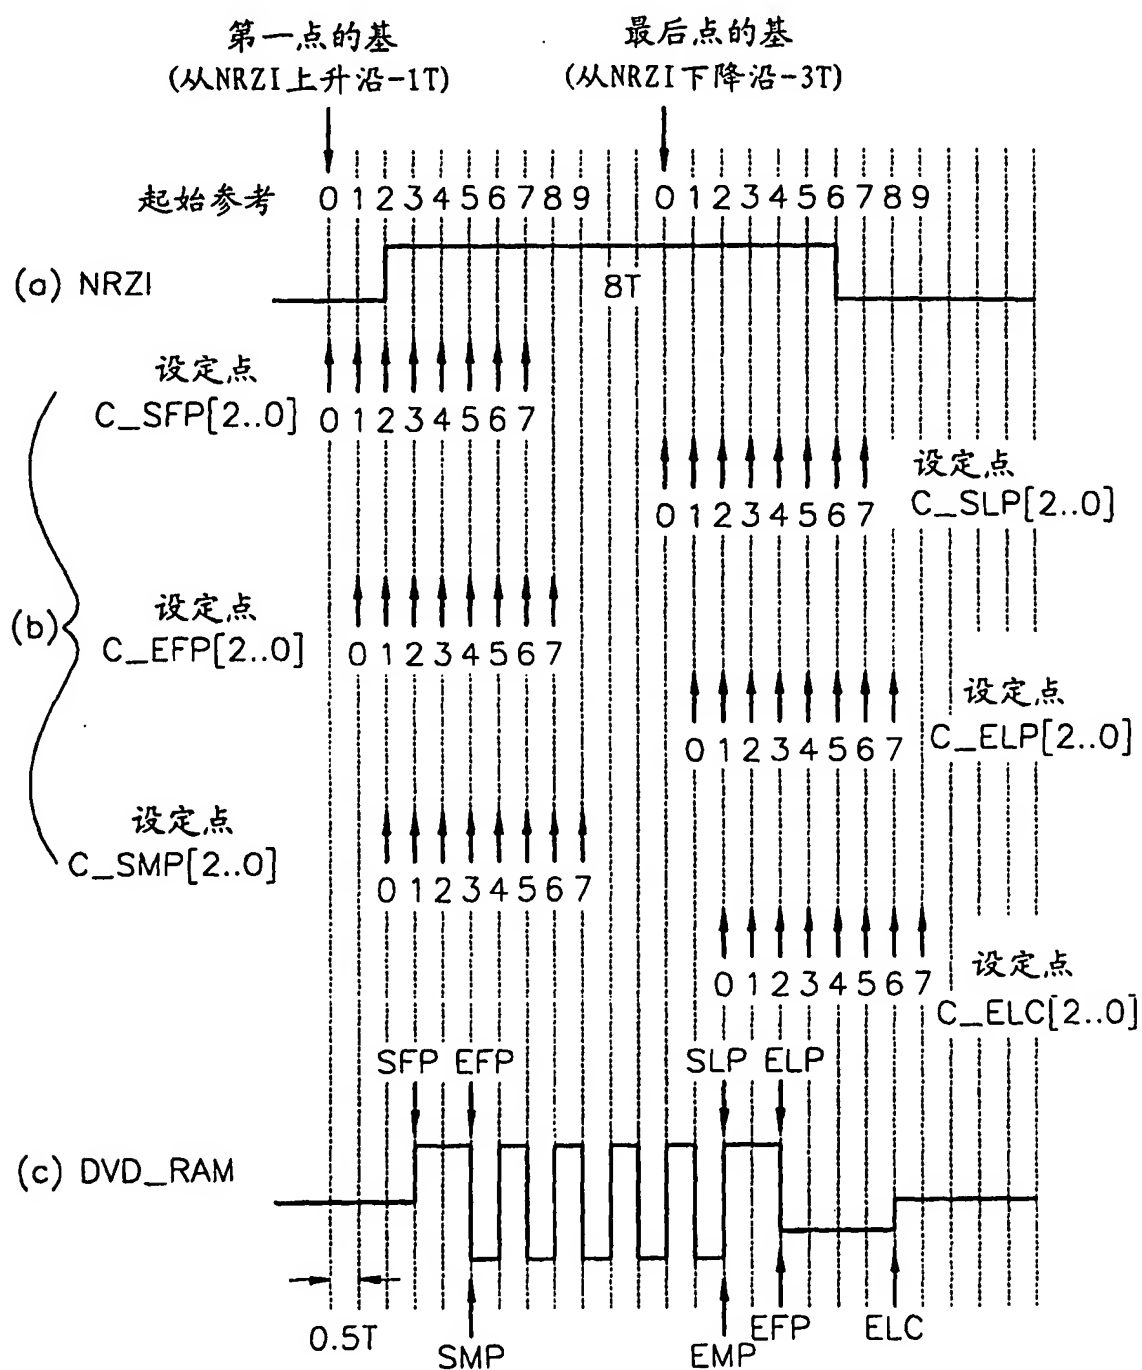 第一点的基
(从NRZI上升沿-1T)
最后点的基
(从NRZI下降沿-3T)
起始参考 0 1 2 3 4 5 6 7 8 9 0 1 2 3 4 5 6 7 8 9
(a) NRZI
8T
设定点
C_SFP[2..0] 0 1 2 3 4 5 6 7
设定点
0 1 2 3 4 5 6 7 C_SLP[2..0]
(b)
设定点
C_EFP[2..0] 0 1 2 3 4 5 6 7
设定点
0 1 2 3 4 5 6 7 C_ELP[2..0]
设定点
C_SMP[2..0] 0 1 2 3 4 5 6 7
设定点
0 1 2 3 4 5 6 7 C_ELC[2..0]
SFP EFP SLP ELP
(c) DVD_RAM
0.5T
SMP
EMP
EFP
ELC